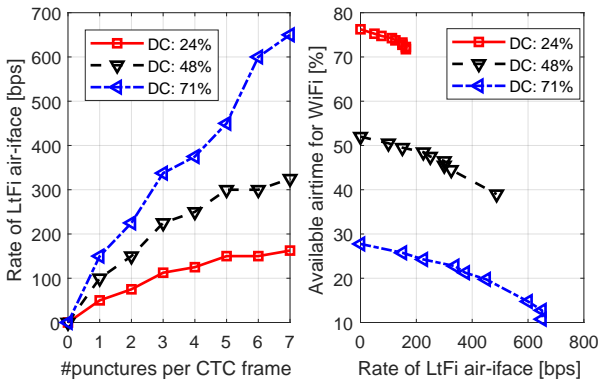 Rate of LtFi air-iface [bps]
700
600
500
400
300
200
100
0
DC: 24%
DC: 48%
DC: 71%
0 1 2 3 4 5 6 7
#punctures per CTC frame
Available airtime for WiFi [%]
80
70
60
50
40
30
20
10
DC: 24%
DC: 48%
DC: 71%
0 200 400 600 800
Rate of LtFi air-iface [bps]